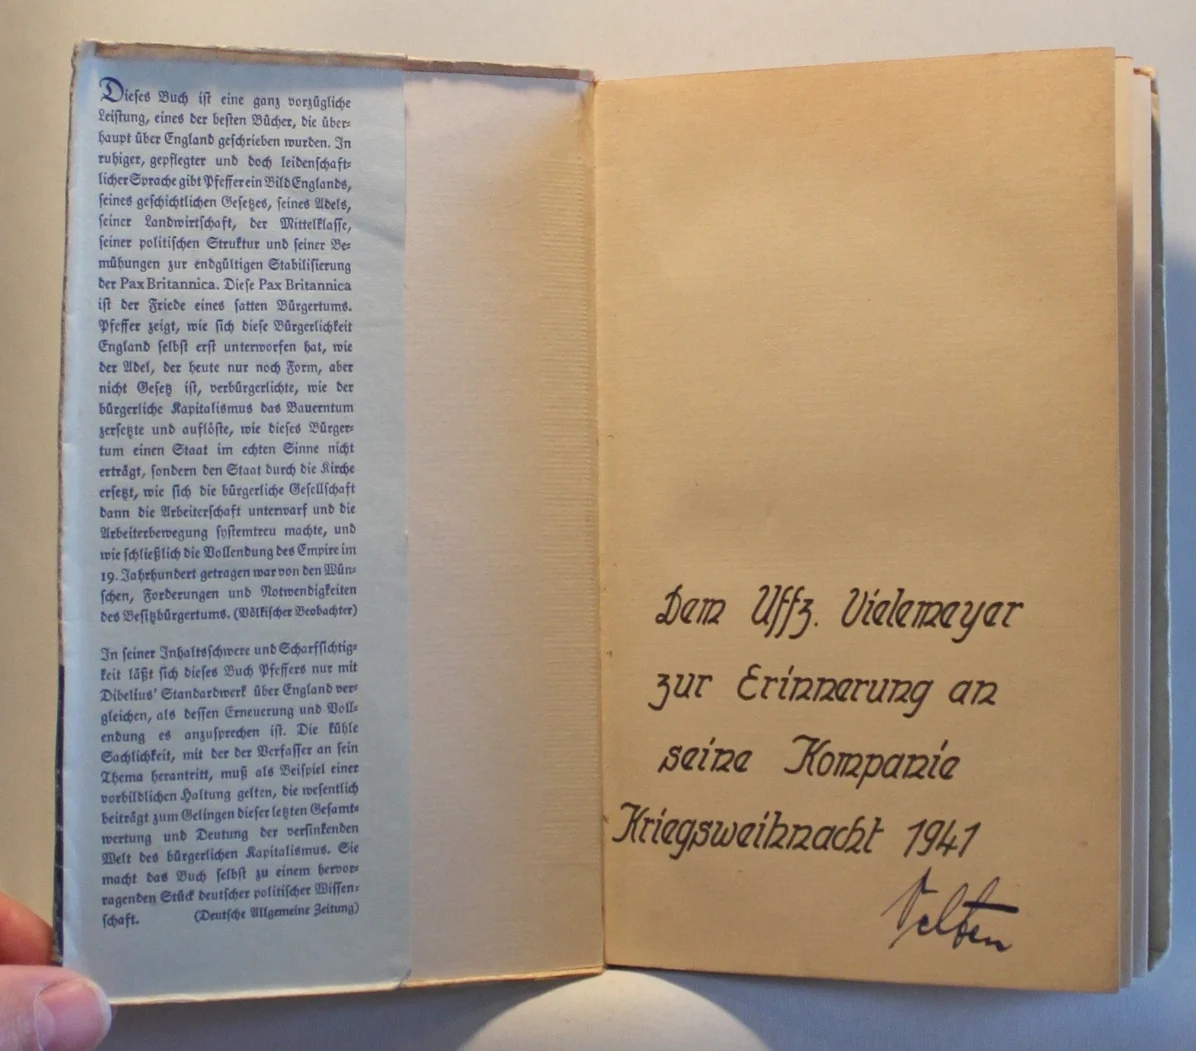 Dieses Buch ist eine ganz vorzügliche
Leistung, eines der besten Bücher, die über-
haupt über England geschrieben wurden. In
ruhiger, gepflegter und doch leidenschaft-
licher Sprache gibt Pfeffer ein Bild Englands,
seines geschichtlichen Gesetzes, seines Adels,
seiner Landwirtschaft, der Mittelklasse,
seiner politischen Struktur und seiner Be-
mühungen zur endgültigen Stabilisierung
der Pax Britannica. Diese Pax Britannica
ist der Friede eines satten Bürgertums.
Pfeffer zeigt, wie sich diese Bürgerlichkeit
England selbst erst unterworfen hat, wie
der Adel, der heute nur noch Form, aber
nicht Gesetz ist, verbürgerlichte, wie der
bürgerliche Kapitalismus das Bauerntum
zersetzte und auflöste, wie dieses Bürger-
tum einen Staat im echten Sinne nicht
erträgt, sondern den Staat durch die Kirche
ersetzt, wie sich die bürgerliche Gesellschaft
dann die Arbeiterschaft unterwarf und die
Arbeiterbewegung systemtreu machte, und
wie schließlich die Vollendung des Empire im
19. Jahrhundert getragen war von den Wün-
schen, Forderungen und Notwendigkeiten
des Besitzbürgertums. (Völkischer Beobachter)
In seiner Inhaltsschwere und Scharfsichtig-
keit läßt sich dieses Buch Pfeffers nur mit
Dibelius' Standardwerk über England ver-
gleichen, als dessen Erneuerung und Voll-
endung es anzusprechen ist. Die kühle
Sachlichkeit, mit der der Verfasser an sein
Thema herantritt, muß als Beispiel einer
vorbildlichen Haltung gelten, die wesentlich
beiträgt zum Gelingen dieser letzten Gesamt-
wertung und Deutung der versinkenden
Welt des bürgerlichen Kapitalismus. Sie
macht das Buch selbst zu einem hervor-
ragenden Stück deutscher politischer Wissen-
schaft. (Deutsche Allgemeine Zeitung)
Dem Uffz. Vielemeyer
zur Erinnerung an
seine Kompanie
Kriegsweihnacht 1941
Velten